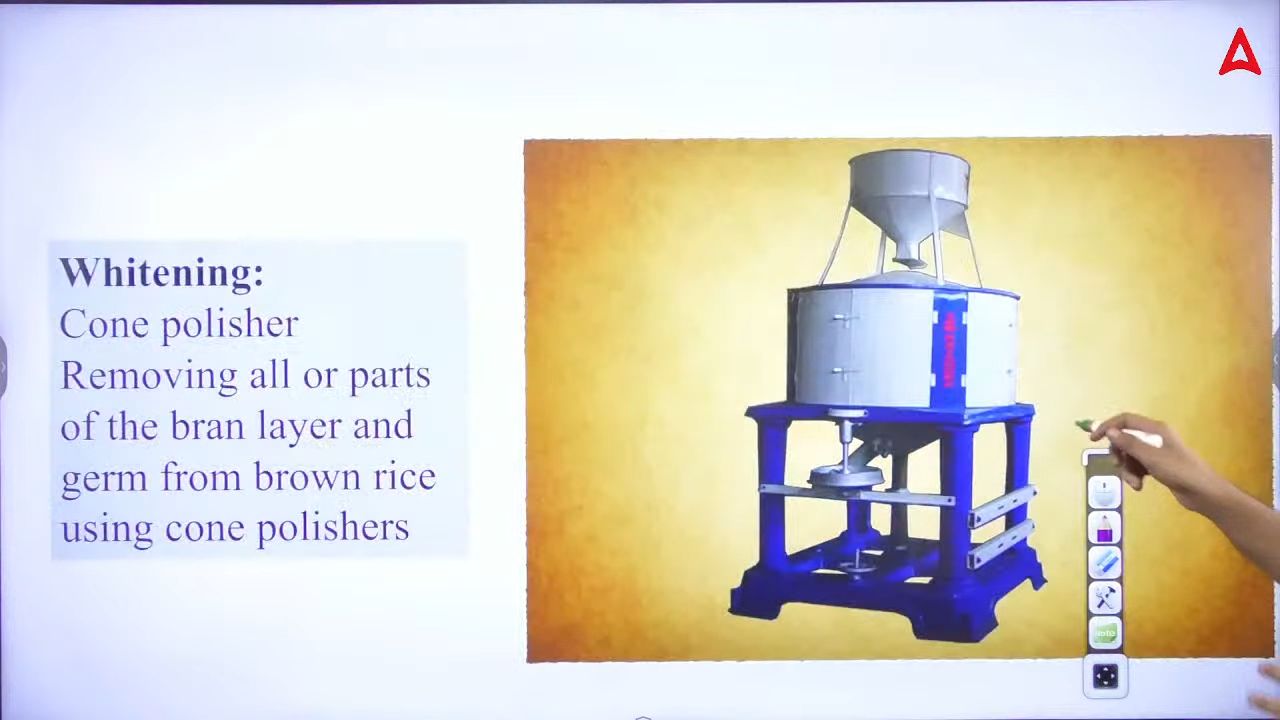 Whitening:
Cone polisher
Removing all or parts
of the bran layer and
germ from brown rice
using cone polishers